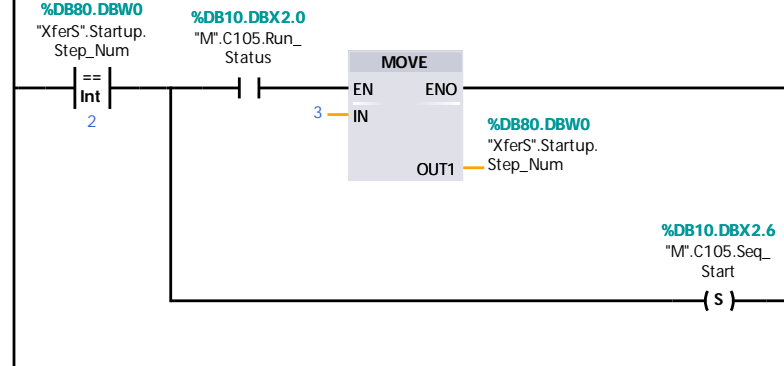 %DB80.DBW0
"XferS".Startup.
Step_Num
==
Int
2
%DB10.DBX2.0
"M".C105.Run_
Status
MOVE
EN ENO
3 IN
OUT1
%DB80.DBW0
"XferS".Startup.
Step_Num
%DB10.DBX2.6
"M".C105.Seq_
Start
S